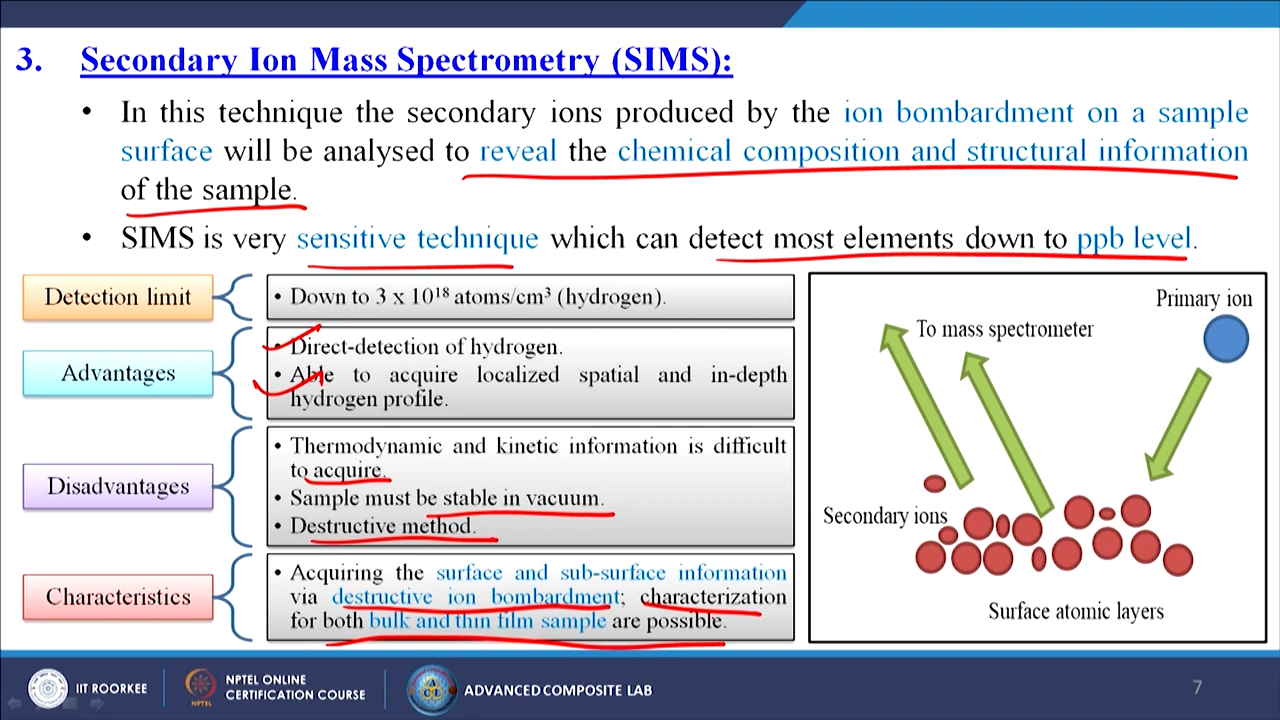 3. Secondary Ion Mass Spectrometry (SIMS):
• In this technique the secondary ions produced by the ion bombardment on a sample
surface will be analysed to reveal the chemical composition and structural information
of the sample.
• SIMS is very sensitive technique which can detect most elements down to ppb level.
Detection limit
• Down to 3 x 10¹⁸ atoms/cm³ (hydrogen).
Advantages
• Direct-detection of hydrogen.
• Able to acquire localized spatial and in-depth
hydrogen profile.
Disadvantages
• Thermodynamic and kinetic information is difficult
to acquire.
• Sample must be stable in vacuum.
• Destructive method.
Characteristics
• Acquiring the surface and sub-surface information
via destructive ion bombardment; characterization
for both bulk and thin film sample are possible.
Primary ion
To mass spectrometer
Secondary ions
Surface atomic layers
IIT ROORKEE
NPTEL
NPTEL ONLINE
CERTIFICATION COURSE
ACL
ADVANCED COMPOSITE LAB
7